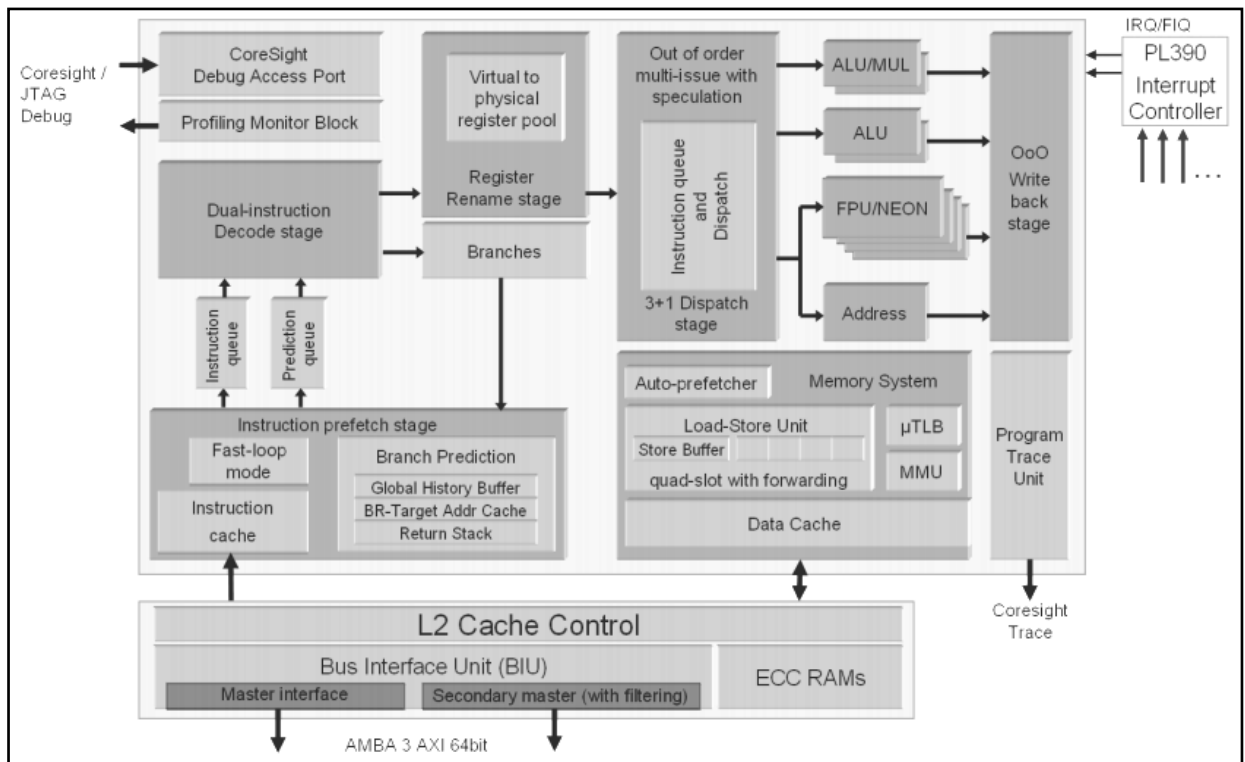 Coresight /
JTAG
Debug
CoreSight
Debug Access Port
Profiling Monitor Block
Dual-instruction
Decode stage
Virtual to
physical
register pool
Register
Rename stage
Branches
Out of order
multi-issue with
speculation
Instruction queue
and
Dispatch
3+1 Dispatch
stage
ALU/MUL
ALU
FPU/NEON
Address
OoO
Write
back
stage
IRQ/FIQ
PL390
Interrupt
Controller
...
Instruction
queue
Prediction
queue
Instruction prefetch stage
Fast-loop
mode
Instruction
cache
Branch Prediction
Global History Buffer
BR-Target Addr Cache
Return Stack
Auto-prefetcher
Memory System
Load-Store Unit
Store Buffer
quad-slot with forwarding
µTLB
MMU
Data Cache
Program
Trace
Unit
Coresight
Trace
L2 Cache Control
Bus Interface Unit (BIU)
Master interface
Secondary master (with filtering)
ECC RAMs
AMBA 3 AXI 64bit